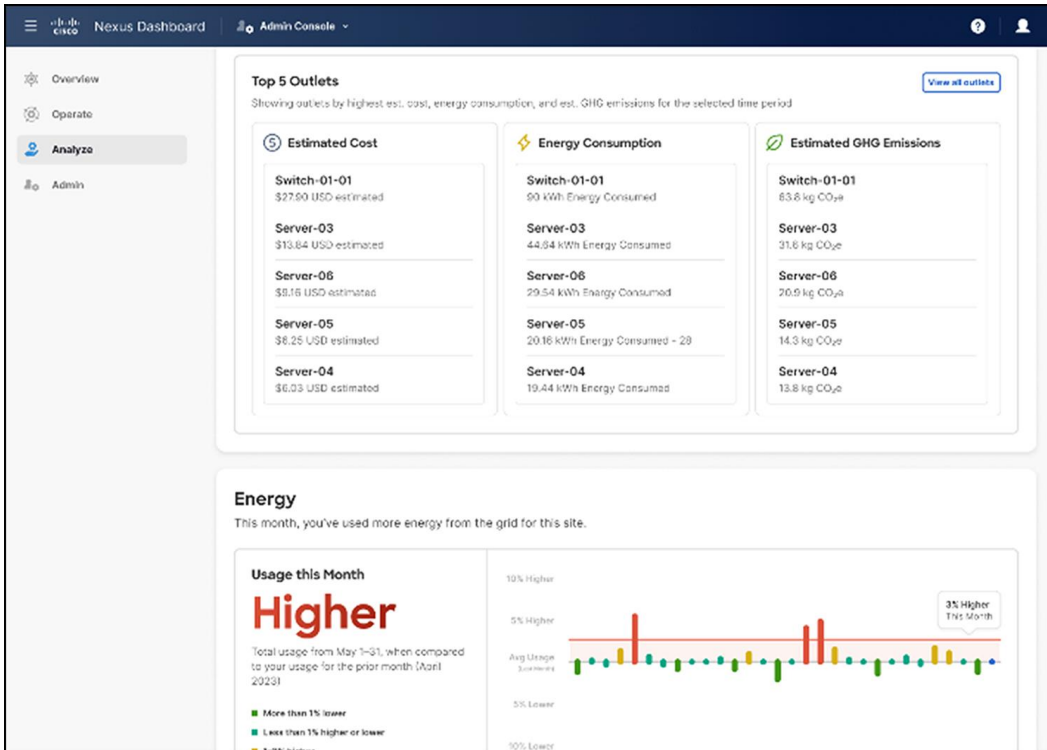 CISCO Nexus Dashboard Admin Console
Overview
Operate
Analyze
Admin
Top 5 Outlets
View all outlets
Showing outlets by highest est. cost, energy consumption, and est. GHG emissions for the selected time period
Estimated Cost
Switch-01-01
$27.90 USD estimated
Server-03
$13.84 USD estimated
Server-06
$9.16 USD estimated
Server-05
$6.25 USD estimated
Server-04
$6.03 USD estimated
Energy Consumption
Switch-01-01
90 kWh Energy Consumed
Server-03
44.64 kWh Energy Consumed
Server-06
29.54 kWh Energy Consumed
Server-05
20.16 kWh Energy Consumed - 28
Server-04
19.44 kWh Energy Consumed
Estimated GHG Emissions
Switch-01-01
63.8 kg CO₂e
Server-03
31.6 kg CO₂e
Server-06
20.9 kg CO₂e
Server-05
14.3 kg CO₂e
Server-04
13.8 kg CO₂e
Energy
This month, you've used more energy from the grid for this site.
Usage this Month
Higher
Total usage from May 1-31, when compared
to your usage for the prior month (April
2023)
More than 1% lower
Less than 1% higher or lower
10% Higher
5% Higher
Avg Usage
(Last Month)
5% Lower
10% Lower
3% Higher
This Month